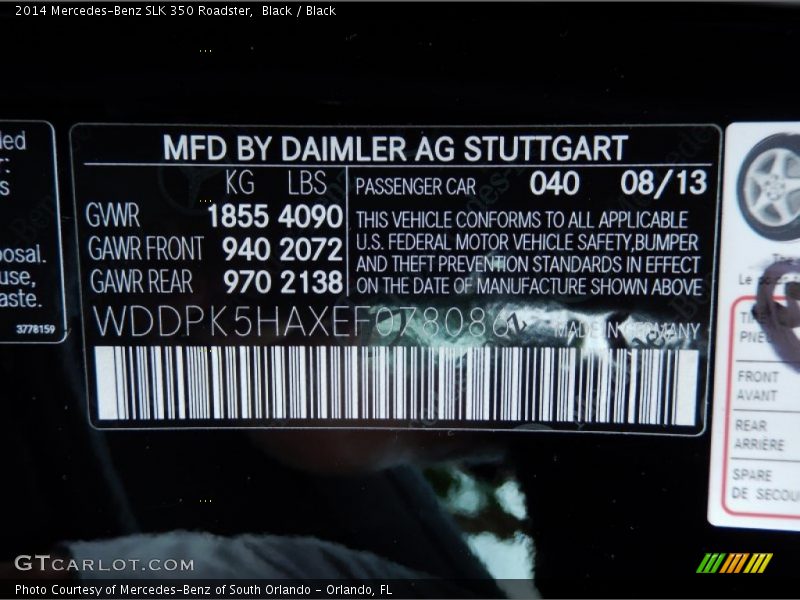 2014 Mercedes-Benz SLK 350 Roadster, Black / Black
MFD BY DAIMLER AG STUTTGART
KG LBS
GVWR 1855 4090
GAWR FRONT 940 2072
GAWR REAR 970 2138
PASSENGER CAR 040 08/13
THIS VEHICLE CONFORMS TO ALL APPLICABLE
U.S. FEDERAL MOTOR VEHICLE SAFETY,BUMPER
AND THEFT PREVENTION STANDARDS IN EFFECT
ON THE DATE OF MANUFACTURE SHOWN ABOVE
WDDPK5HAXEF078086 MADE IN GERMANY
posal.
use,
aste.
3778159
FRONT
AVANT
REAR
ARRIÈRE
SPARE
DE SECOU
GTCARLOT.COM
Photo Courtesy of Mercedes-Benz of South Orlando - Orlando, FL